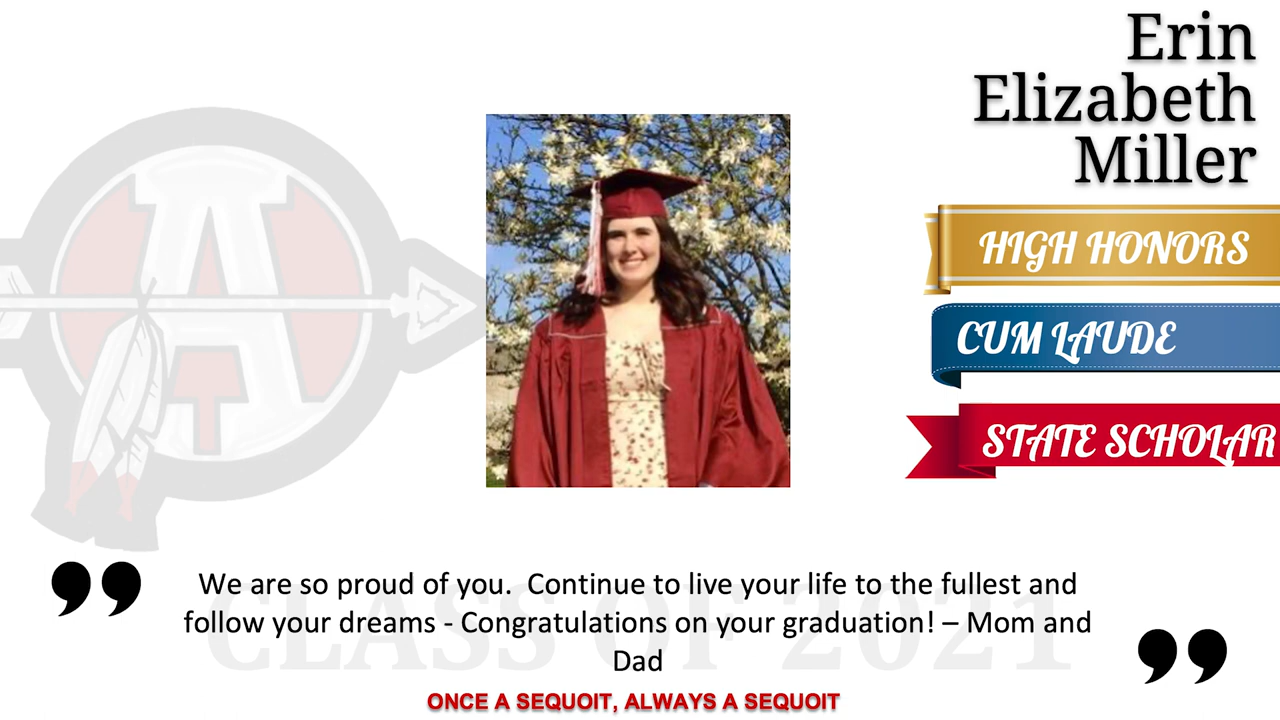 Erin
Elizabeth
Miller
HIGH HONORS
CUM LAUDE
STATE SCHOLAR
A
CLASS OF 2021
” We are so proud of you.  Continue to live your life to the fullest and
follow your dreams - Congratulations on your graduation! – Mom and
Dad ”
ONCE A SEQUOIT, ALWAYS A SEQUOIT